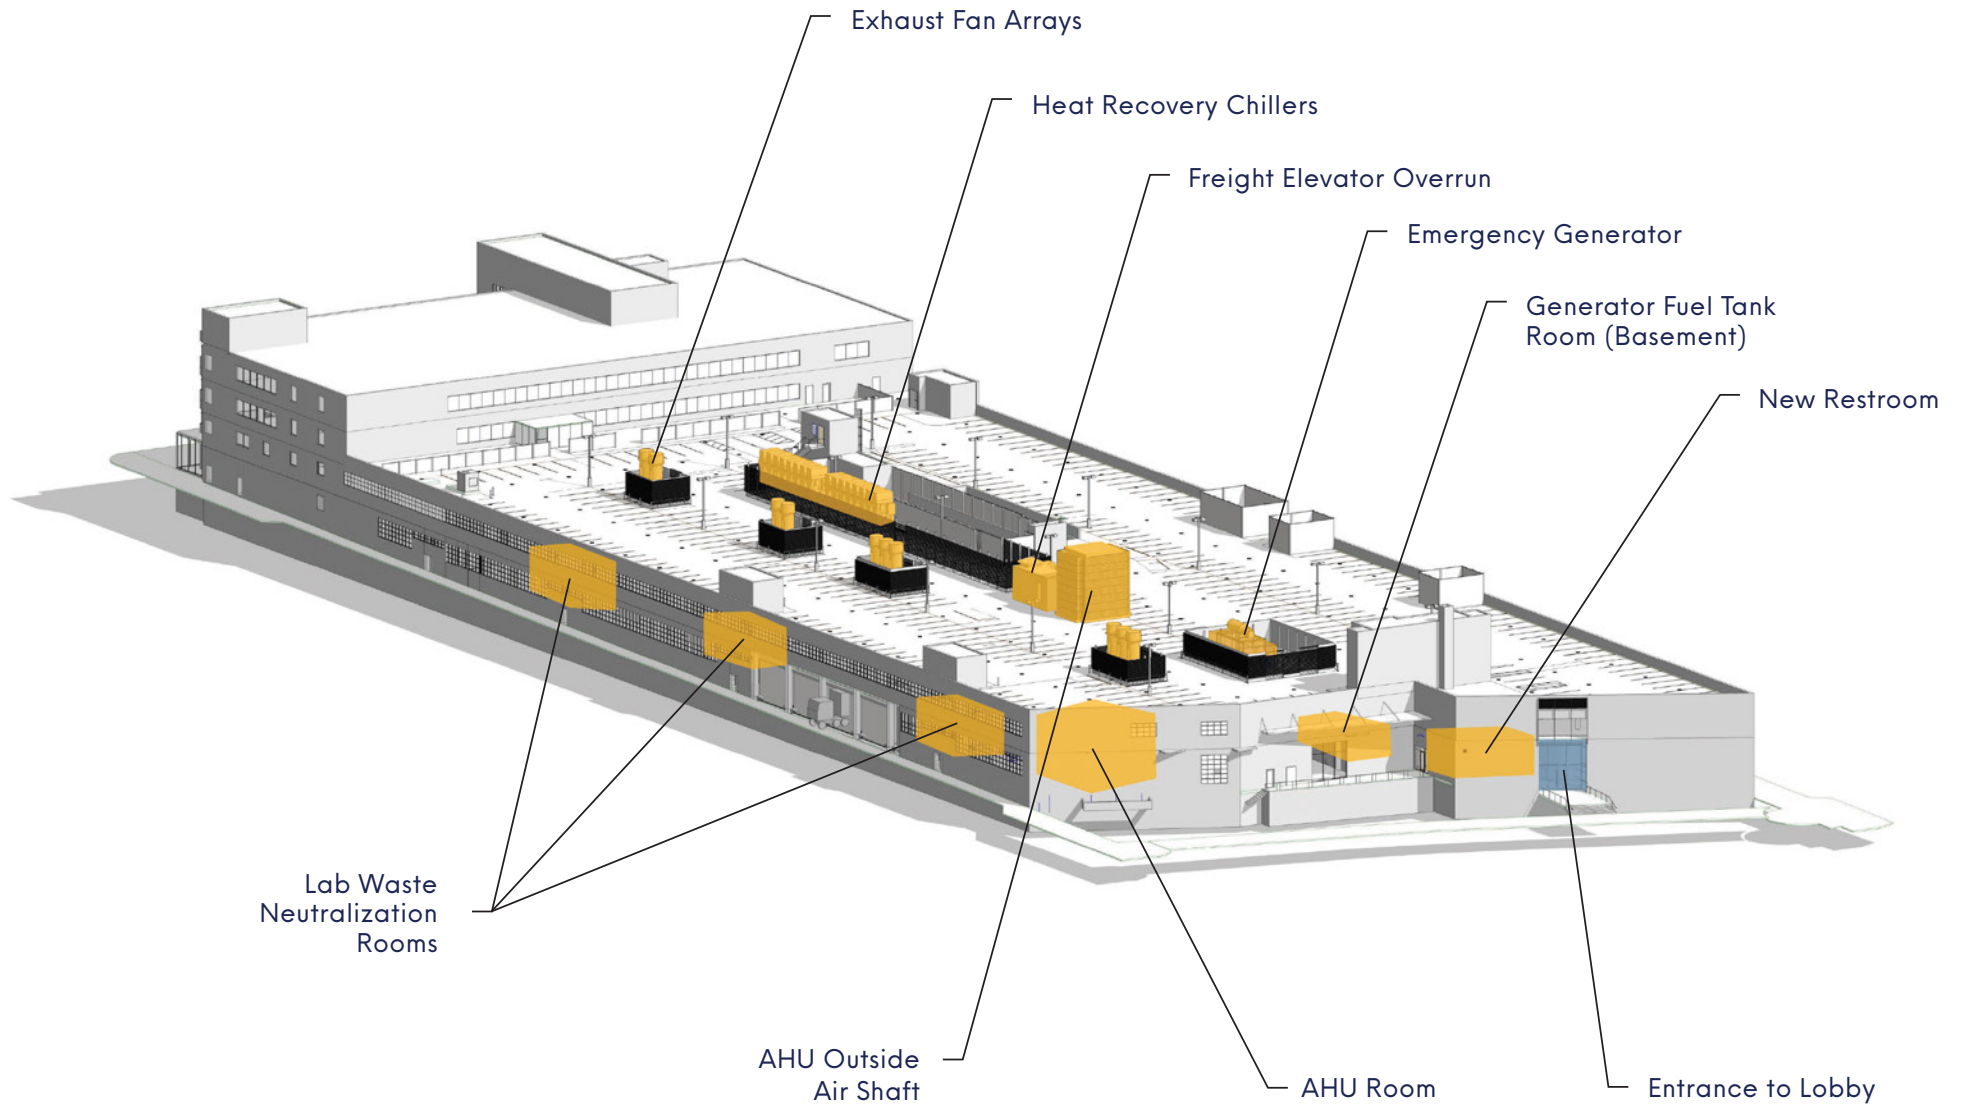 Exhaust Fan Arrays
Heat Recovery Chillers
Freight Elevator Overrun
Emergency Generator
Generator Fuel Tank
Room (Basement)
New Restroom
Lab Waste
Neutralization
Rooms
AHU Outside
Air Shaft
AHU Room
Entrance to Lobby